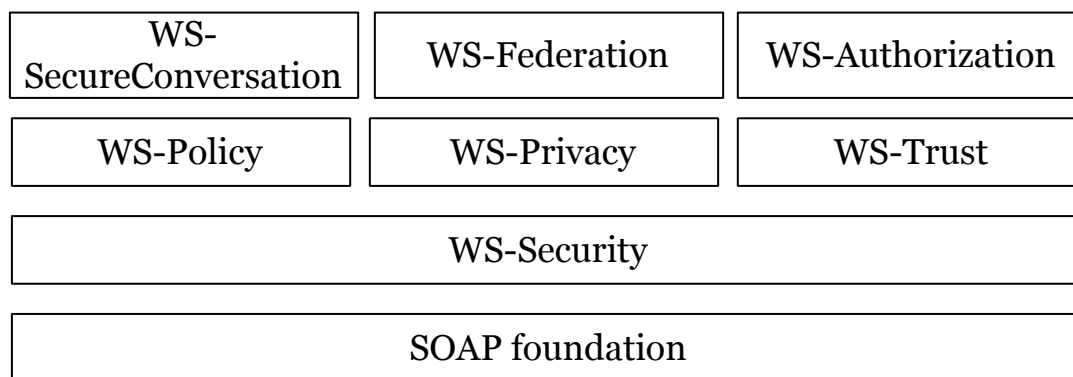 WS-
SecureConversation
WS-Federation
WS-Authorization
WS-Policy
WS-Privacy
WS-Trust
WS-Security
SOAP foundation